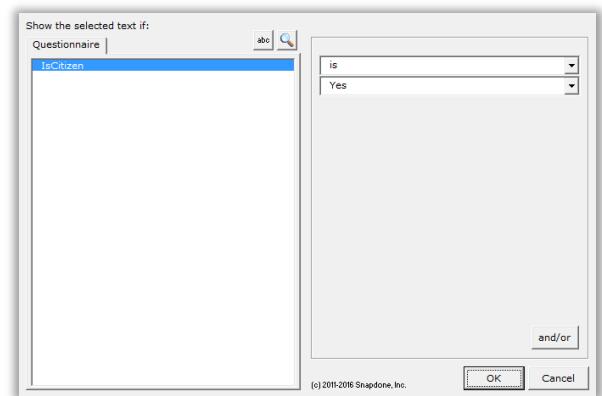 Show the selected text if:
Questionnaire
abc
IsCitizen
is
Yes
and/or
(c) 2011-2016 Snapdone, Inc.
OK
Cancel